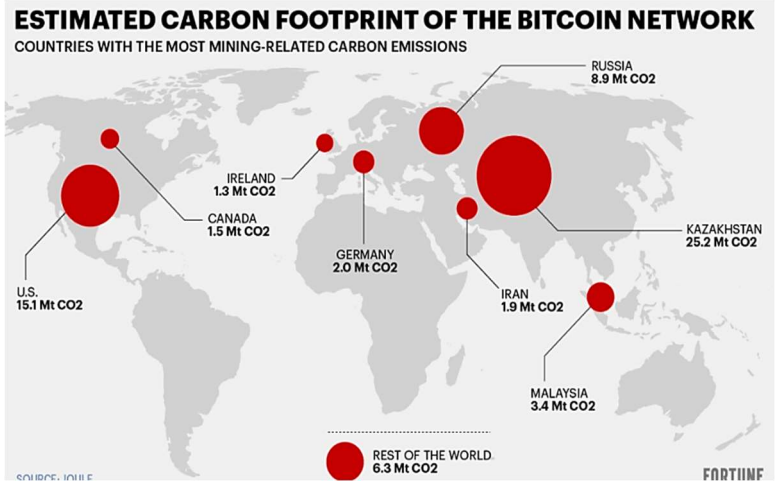 ESTIMATED CARBON FOOTPRINT OF THE BITCOIN NETWORK
COUNTRIES WITH THE MOST MINING-RELATED CARBON EMISSIONS
RUSSIA
8.9 Mt CO2
IRELAND
1.3 Mt CO2
CANADA
1.5 Mt CO2
KAZAKHSTAN
25.2 Mt CO2
GERMANY
2.0 Mt CO2
U.S.
15.1 Mt CO2
IRAN
1.9 Mt CO2
MALAYSIA
3.4 Mt CO2
REST OF THE WORLD
6.3 Mt CO2
SOURCE: JOULE
FORTUNE